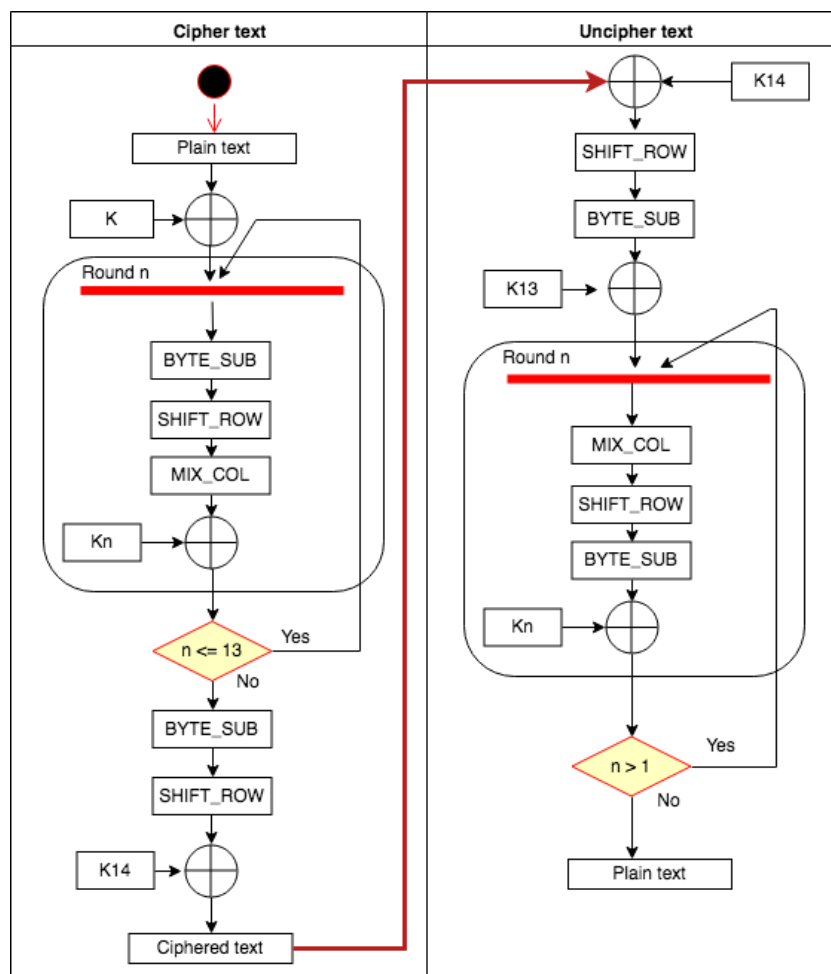 Cipher text
Plain text
K
Round n
BYTE_SUB
SHIFT_ROW
MIX_COL
Kn
n <= 13
Yes
No
BYTE_SUB
SHIFT_ROW
K14
Ciphered text
Uncipher text
K14
SHIFT_ROW
BYTE_SUB
K13
Round n
MIX_COL
SHIFT_ROW
BYTE_SUB
Kn
n > 1
Yes
No
Plain text